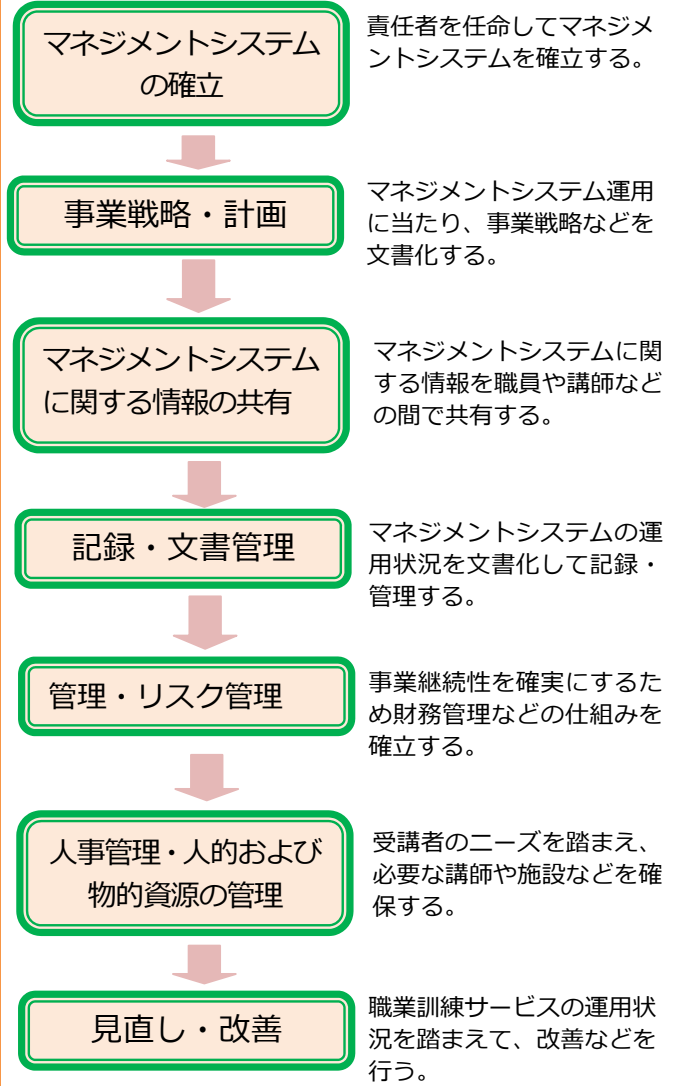 マネジメントシステム
の確立
責任者を任命してマネジメ
ントシステムを確立する。
事業戦略・計画
マネジメントシステム運用
に当たり、事業戦略などを
文書化する。
マネジメントシステム
に関する情報の共有
マネジメントシステムに関
する情報を職員や講師など
の間で共有する。
記録・文書管理
マネジメントシステムの運
用状況を文書化して記録・
管理する。
管理・リスク管理
事業継続性を確実にするた
め財務管理などの仕組みを
確立する。
人事管理・人的および
物的資源の管理
受講者のニーズを踏まえ、
必要な講師や施設などを確
保する。
見直し・改善
職業訓練サービスの運用状
況を踏まえて、改善などを
行う。